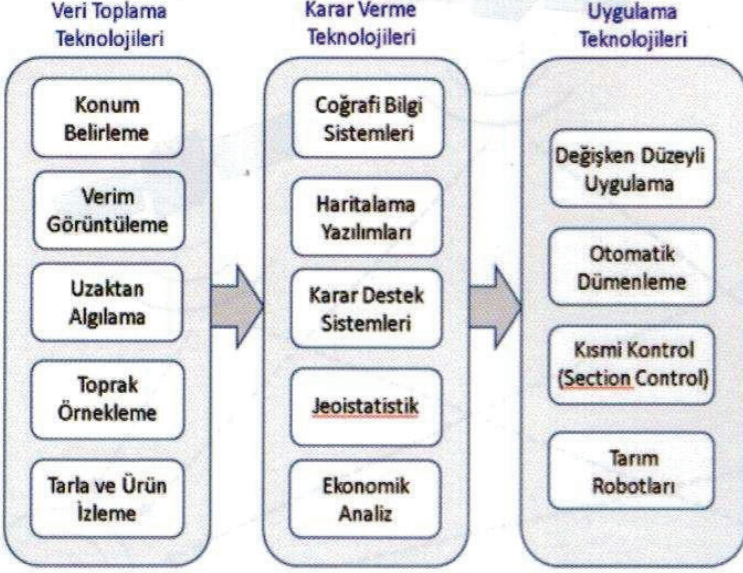 Veri Toplama
Teknolojileri
Konum
Belirleme
Verim
Görüntüleme
Uzaktan
Algılama
Toprak
Örnekleme
Tarla ve Ürün
İzleme
Karar Verme
Teknolojileri
Coğrafi Bilgi
Sistemleri
Haritalama
Yazılımları
Karar Destek
Sistemleri
Jeoistatistik
Ekonomik
Analiz
Uygulama
Teknolojileri
Değişken Düzeyli
Uygulama
Otomatik
Dümenleme
Kısmi Kontrol
(Section Control)
Tarım
Robotları